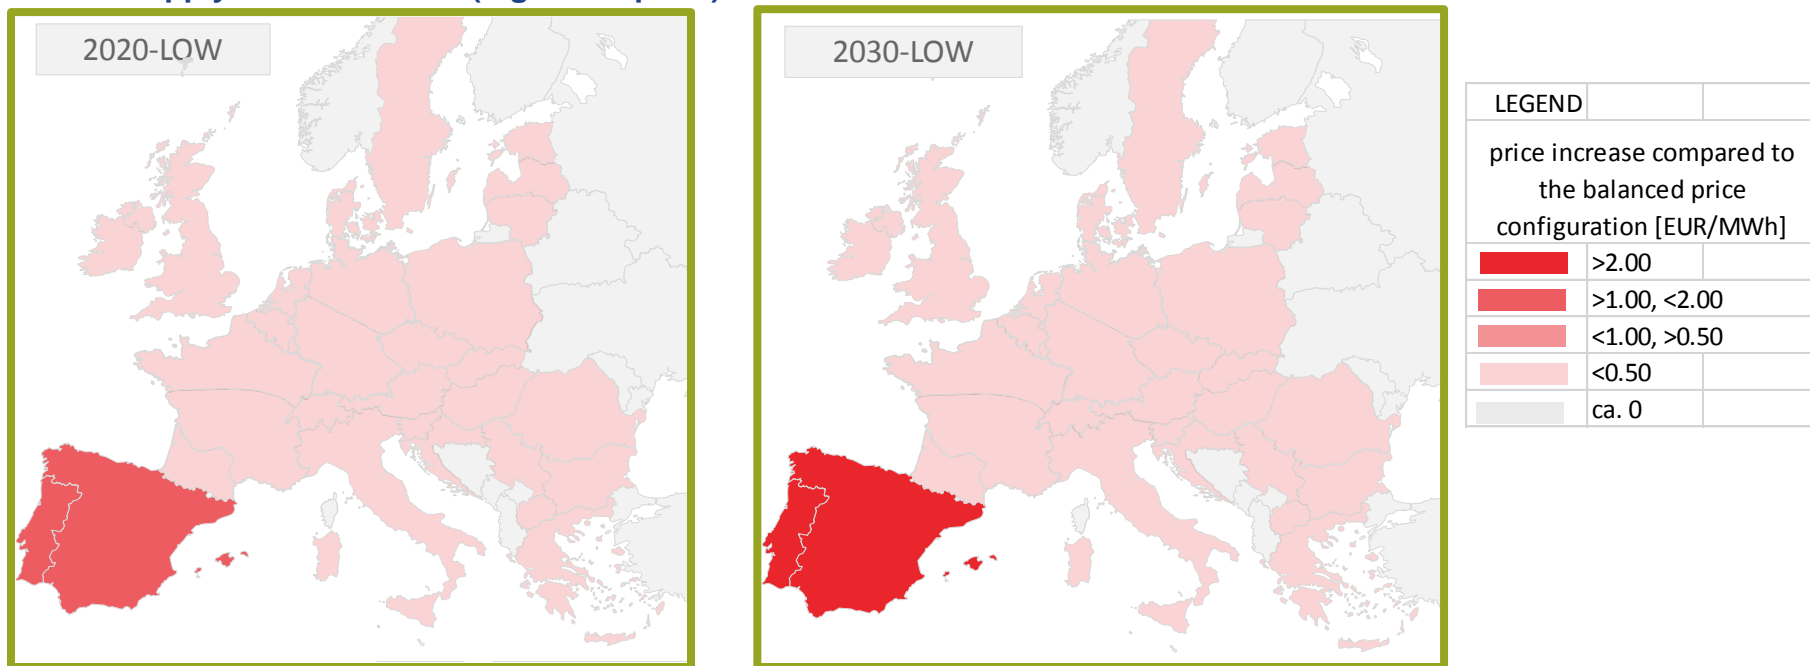 2020-LOW
2030-LOW
LEGEND
price increase compared to
the balanced price
configuration [EUR/MWh]
>2.00
>1.00, <2.00
<1.00, >0.50
<0.50
ca. 0